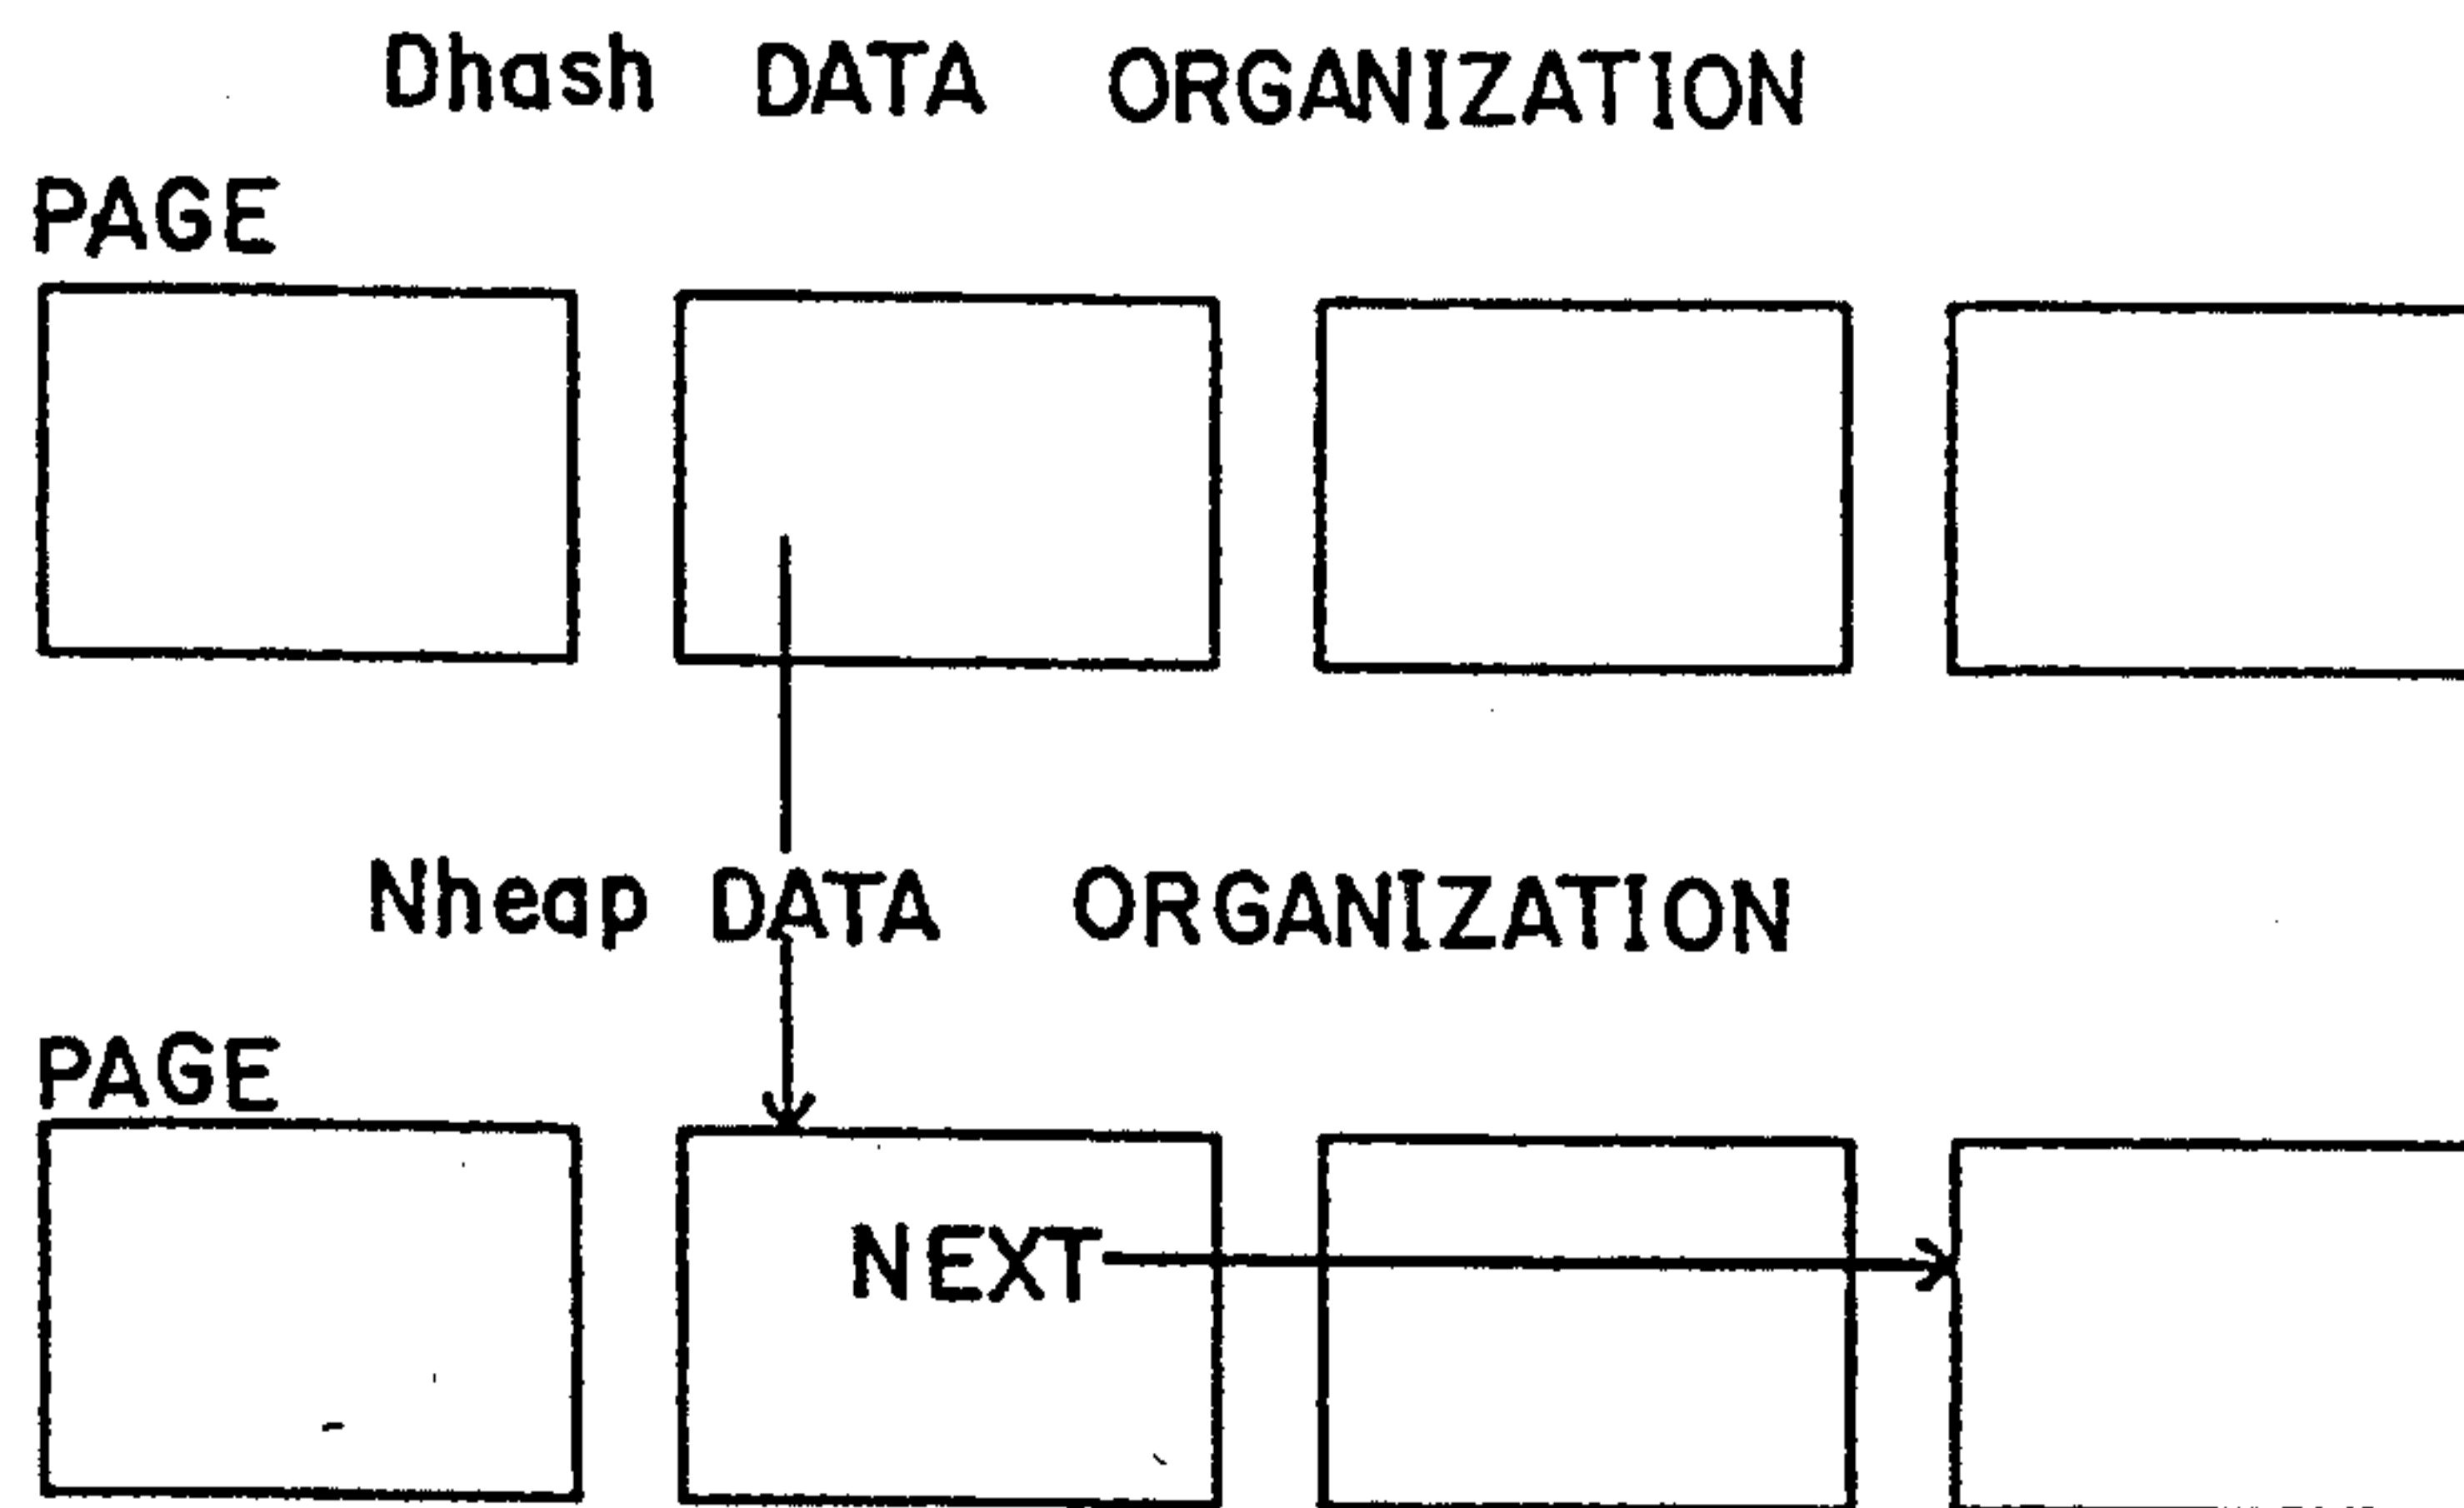 Dhash DATA ORGANIZATION
PAGE
Nheap DATA ORGANIZATION
PAGE
NEXT